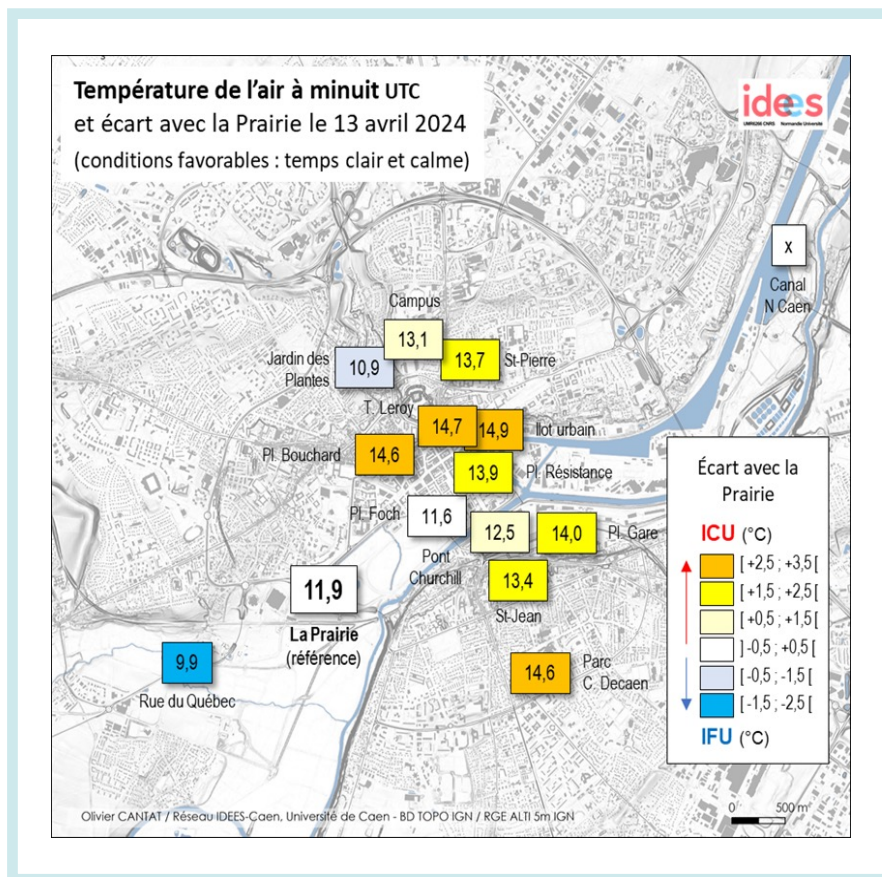 Température de l'air à minuit UTC
et écart avec la Prairie le 13 avril 2024
(conditions favorables : temps clair et calme)
idees
UMR 6266 CNRS Normandie Université
x
Canal
N Caen
Campus
13,1
Jardin des
Plantes
10,9
13,7
St-Pierre
T. Leroy
14,7
14,9
Ilot urbain
Pl. Bouchard
14,6
13,9
Pl. Résistance
Pl. Foch
11,6
12,5
14,0
Pl. Gare
Pont
Churchill
13,4
St-Jean
11,9
La Prairie
(référence)
9,9
Rue du Québec
14,6
Parc
C. Decaen
Écart avec la
Prairie
ICU (°C)
[ +2,5 ; +3,5 [
[ +1,5 ; +2,5 [
[ +0,5 ; +1,5 [
] -0,5 ; +0,5 [
[ -0,5 ; -1,5 [
[ -1,5 ; -2,5 [
IFU (°C)
0 500 m
Olivier CANTAT / Réseau IDEES-Caen, Université de Caen - BD TOPO IGN / RGE ALTI 5m IGN